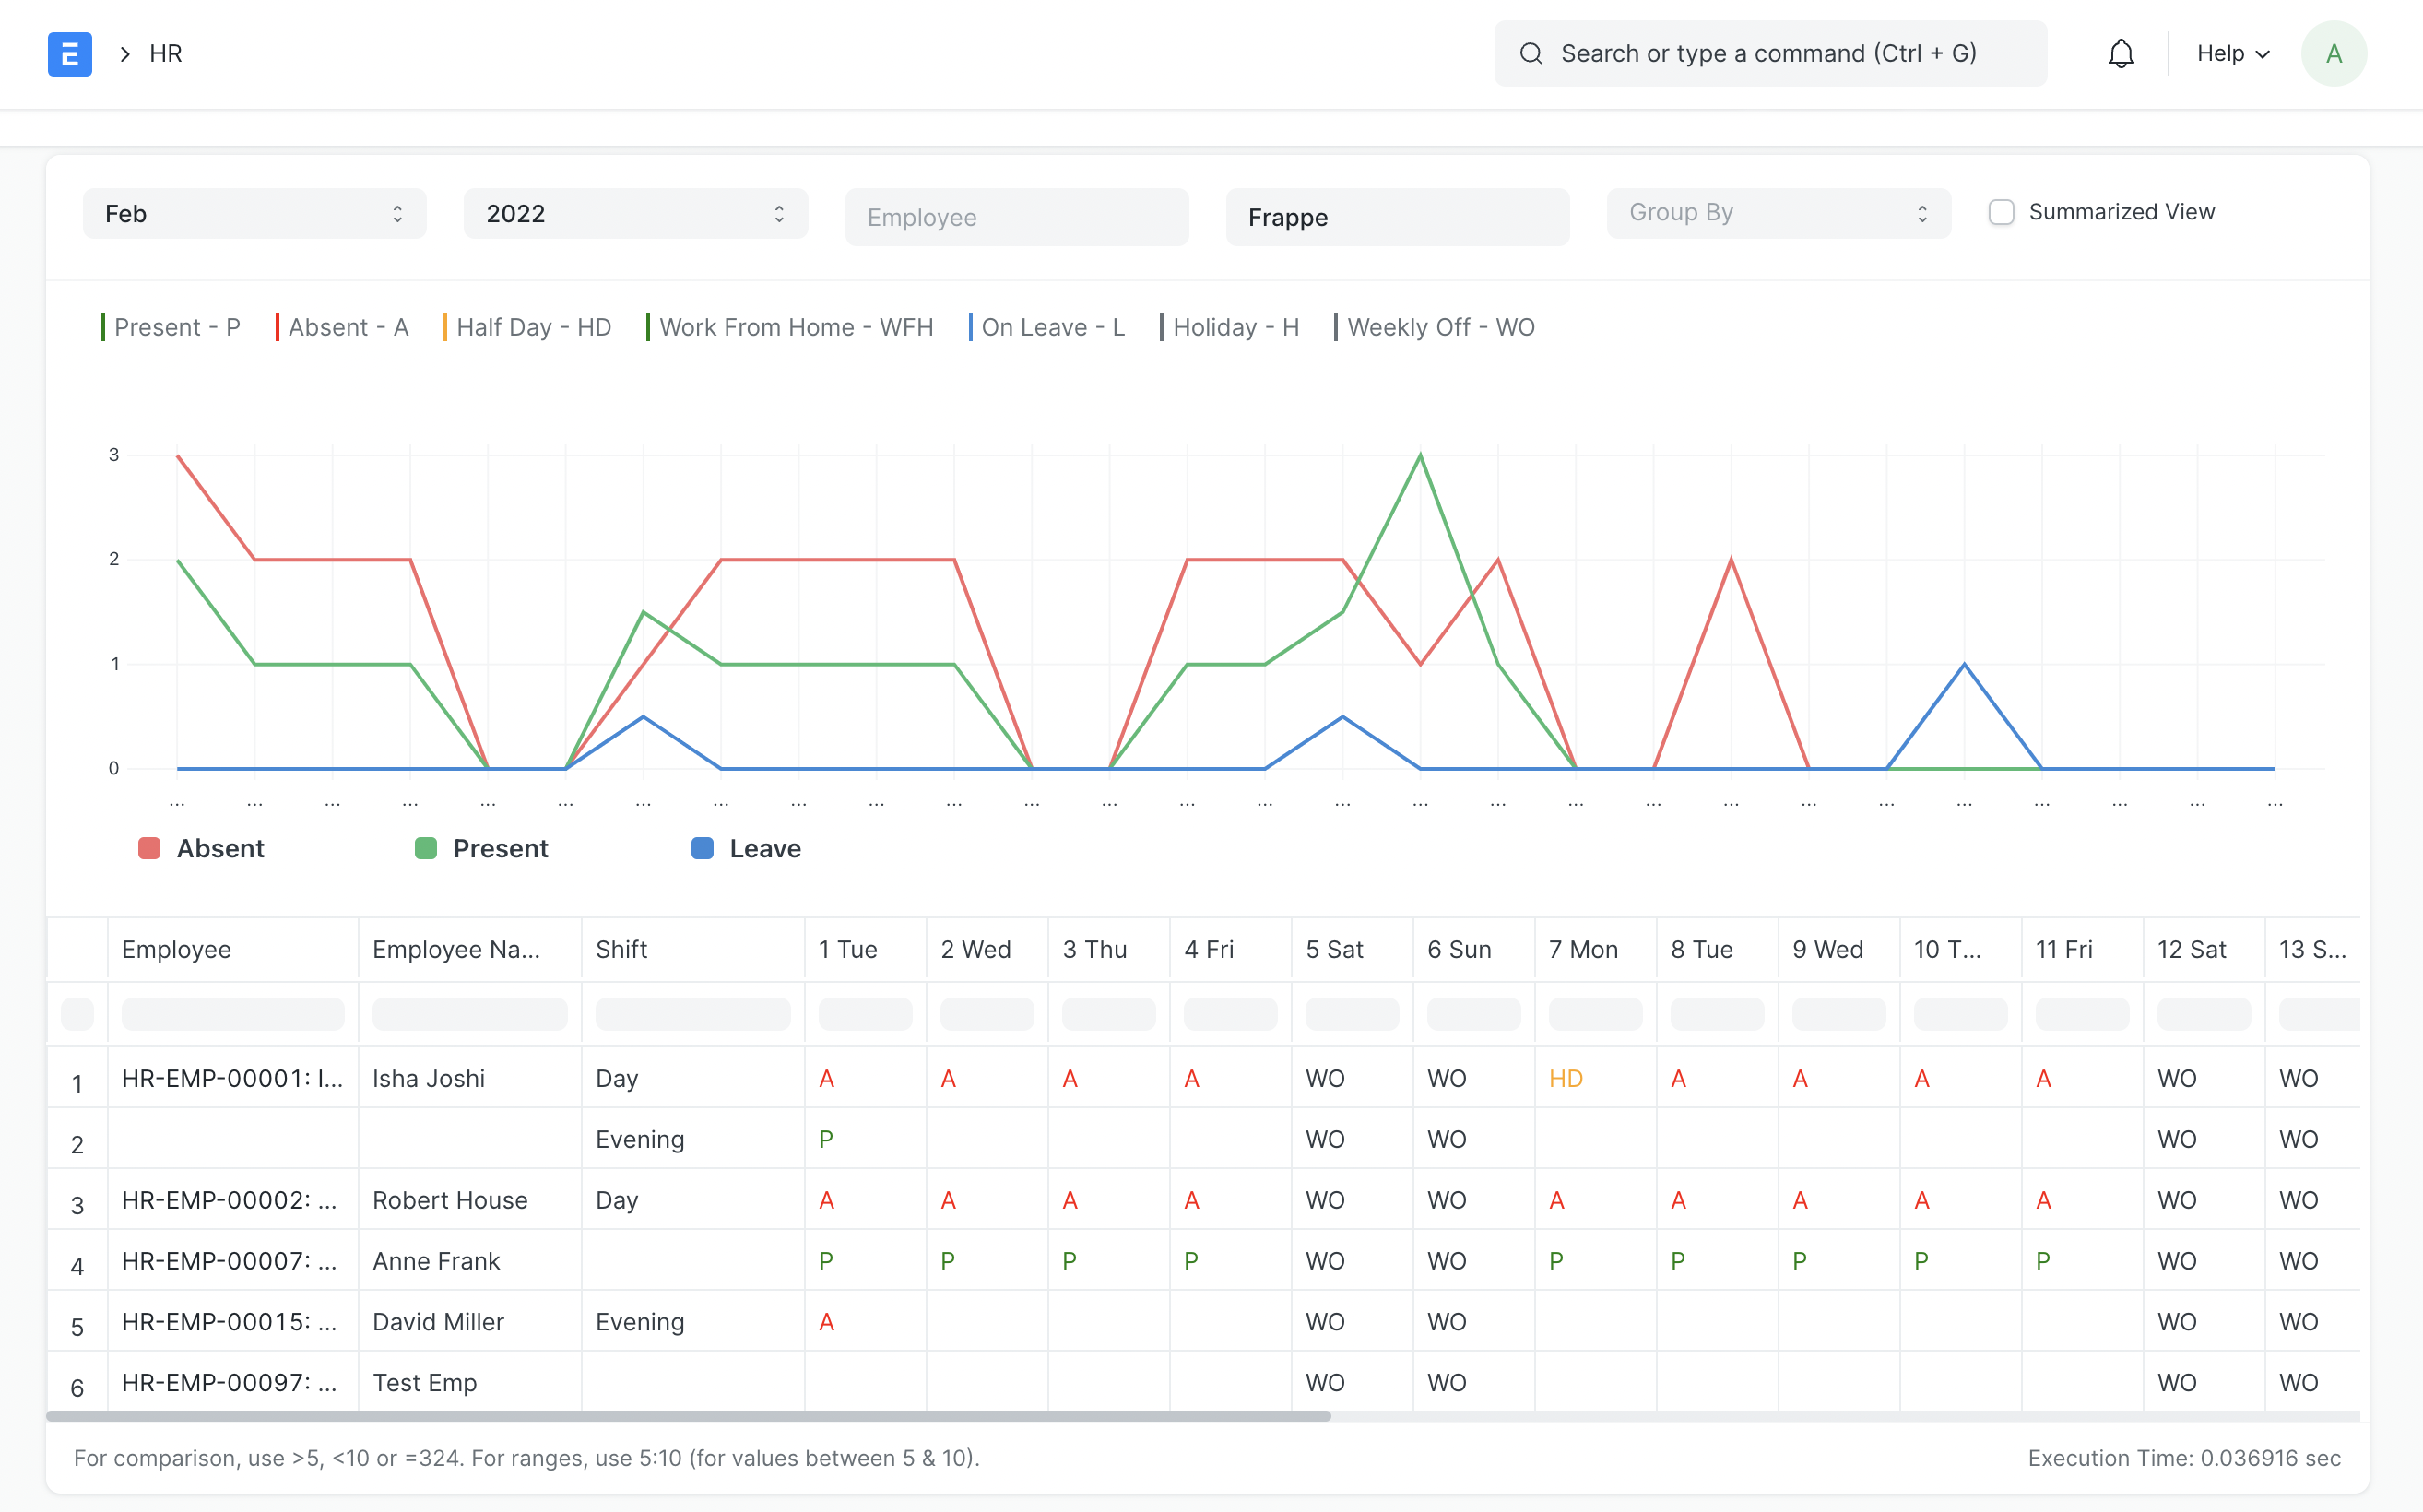 E HR Search or type a command (Ctrl + G) Help A
Feb 2022 Employee Frappe Group By Summarized View
Present - P Absent - A Half Day - HD Work From Home - WFH On Leave - L Holiday - H Weekly Off - WO
3
2
1
0
... ... ... ... ... ... ... ... ... ... ... ... ... ... ... ... ... ... ... ... ... ... ... ... ... ... ... ...
Absent Present Leave
Employee Employee Na... Shift 1 Tue 2 Wed 3 Thu 4 Fri 5 Sat 6 Sun 7 Mon 8 Tue 9 Wed 10 T... 11 Fri 12 Sat 13 S...
1 HR-EMP-00001: I... Isha Joshi Day A A A A WO WO HD A A A A WO WO
2 Evening P WO WO WO WO
3 HR-EMP-00002: ... Robert House Day A A A A WO WO A A A A A WO WO
4 HR-EMP-00007: ... Anne Frank P P P P WO WO P P P P P WO WO
5 HR-EMP-00015: ... David Miller Evening A WO WO WO WO
6 HR-EMP-00097: ... Test Emp WO WO WO WO
For comparison, use >5, <10 or =324. For ranges, use 5:10 (for values between 5 & 10). Execution Time: 0.036916 sec